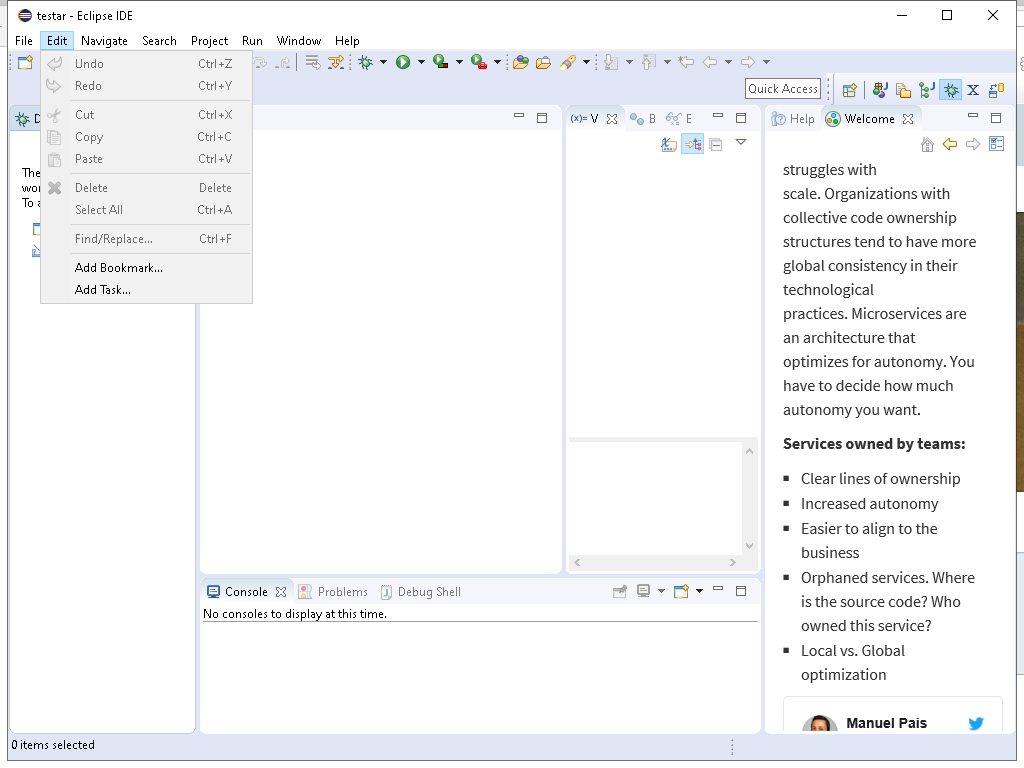 testar - Eclipse IDE
File Edit Navigate Search Project Run Window Help
Undo Ctrl+Z
Redo Ctrl+Y
Cut Ctrl+X
Copy Ctrl+C
Paste Ctrl+V
Delete Delete
Select All Ctrl+A
Find/Replace... Ctrl+F
Add Bookmark...
Add Task...
Quick Access
D
The
wor
To a
(x)= V B E
Help Welcome
struggles with
scale. Organizations with
collective code ownership
structures tend to have more
global consistency in their
technological
practices. Microservices are
an architecture that
optimizes for autonomy. You
have to decide how much
autonomy you want.
Services owned by teams:
Clear lines of ownership
Increased autonomy
Easier to align to the
business
Orphaned services. Where
is the source code? Who
owned this service?
Local vs. Global
optimization
Manuel Pais
Console Problems Debug Shell
No consoles to display at this time.
0 items selected